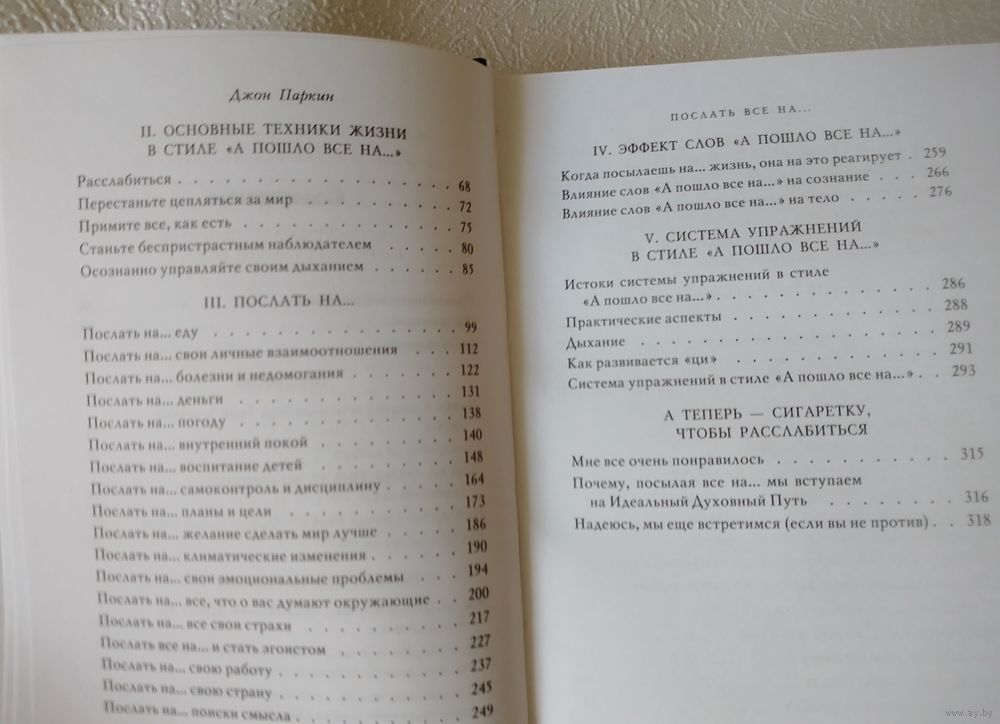 Джон Паркин
II. ОСНОВНЫЕ ТЕХНИКИ ЖИЗНИ
В СТИЛЕ «А ПОШЛО ВСЕ НА...»
Расслабиться . . . . . . . . . . . . . . . . . 68
Перестаньте цепляться за мир . . . . . . . . . 72
Примите все, как есть . . . . . . . . . . . . . 75
Станьте беспристрастным наблюдателем . . . . 80
Осознанно управляйте своим дыханием . . . . . 85
III. ПОСЛАТЬ НА...
Послать на... еду . . . . . . . . . . . . . . 99
Послать на... свои личные взаимоотношения . . . 112
Послать на... болезни и недомогания . . . . . 122
Послать на... деньги . . . . . . . . . . . . 131
Послать на... погоду . . . . . . . . . . . . 138
Послать на... внутренний покой . . . . . . . 140
Послать на... воспитание детей . . . . . . . 148
Послать на... самоконтроль и дисциплину . . . 164
Послать на... планы и цели . . . . . . . . . 173
Послать на... желание сделать мир лучше . . . 186
Послать на... климатические изменения . . . . 190
Послать на... свои эмоциональные проблемы . . . 194
Послать на... все, что о вас думают окружающие . . 200
Послать на... все свои страхи . . . . . . . . 217
Послать все на... и стать эгоистом . . . . . . 227
Послать на... свою работу . . . . . . . . . 237
Послать на... свою страну . . . . . . . . . 245
Послать на... поиски смысла . . . . . . . . 249
ПОСЛАТЬ ВСЕ НА...
IV. ЭФФЕКТ СЛОВ «А ПОШЛО ВСЕ НА...»
Когда посылаешь на... жизнь, она на это реагирует . 259
Влияние слов «А пошло все на...» на сознание . . . 266
Влияние слов «А пошло все на...» на тело . . . . 276
V. СИСТЕМА УПРАЖНЕНИЙ
В СТИЛЕ «А ПОШЛО ВСЕ НА...»
Истоки системы упражнений в стиле
«А пошло все на...» . . . . . . . . . . . . 286
Практические аспекты . . . . . . . . . . . . 288
Дыхание . . . . . . . . . . . . . . . . . 289
Как развивается «ци» . . . . . . . . . . . . 291
Система упражнений в стиле «А пошло все на...» . . 293
А ТЕПЕРЬ — СИГАРЕТКУ,
ЧТОБЫ РАССЛАБИТЬСЯ
Мне все очень понравилось . . . . . . . . . . 315
Почему, посылая все на... мы вступаем
на Идеальный Духовный Путь . . . . . . . . 316
Надеюсь, мы еще встретимся (если вы не против) . . 318
www.ay.by